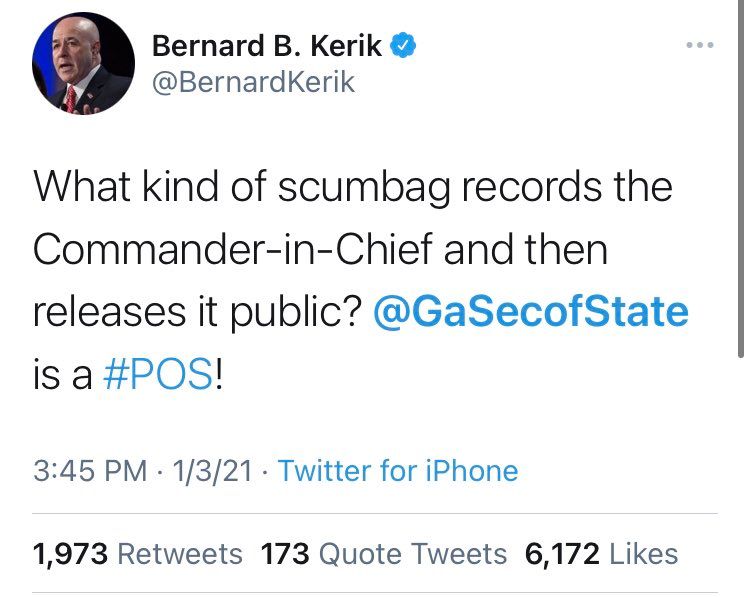 Bernard B. Kerik
@BernardKerik
What kind of scumbag records the
Commander-in-Chief and then
releases it public? @GaSecofState
is a #POS!
3:45 PM · 1/3/21 · Twitter for iPhone
1,973 Retweets 173 Quote Tweets 6,172 Likes